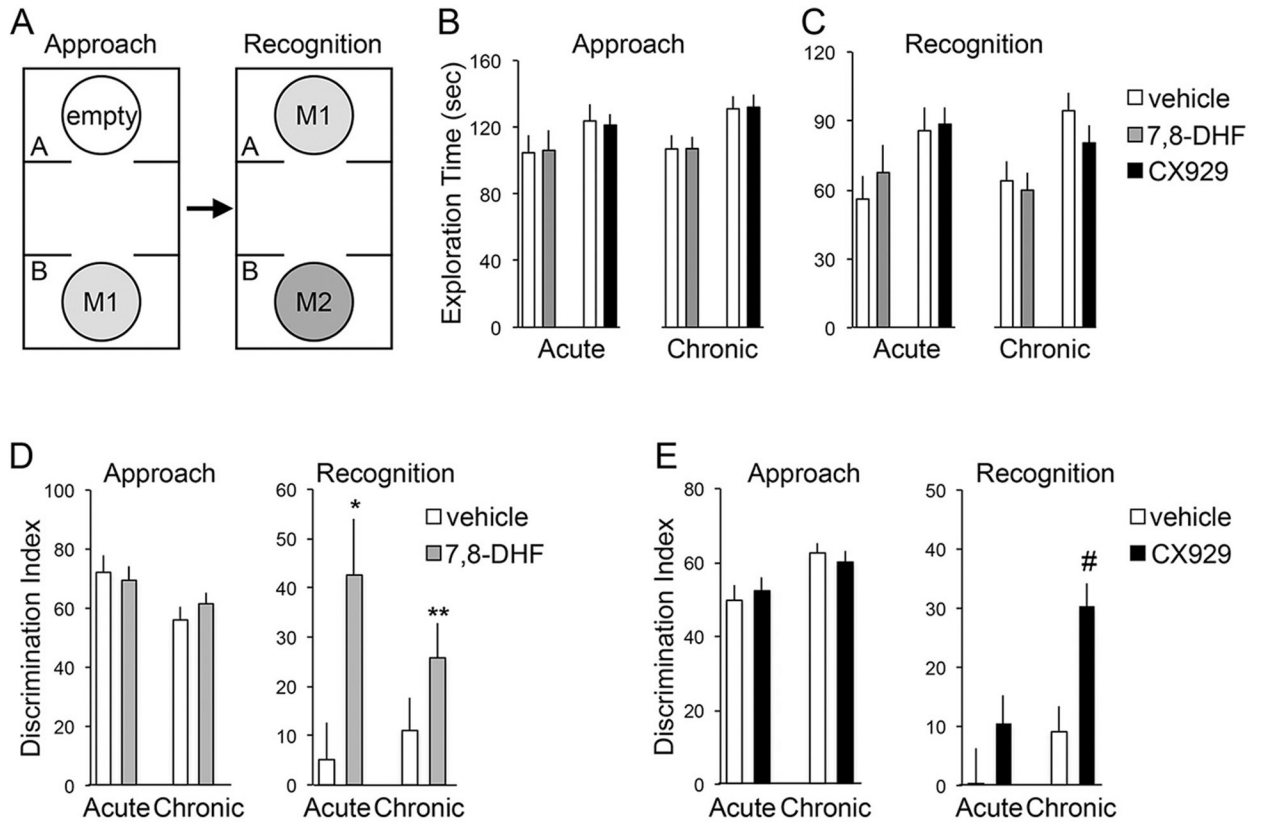 A
Approach
Recognition
empty
A
B
M1
M1
A
B
M2
B
Approach
Exploration Time (sec)
160
120
80
40
0
Acute
Chronic
C
Recognition
120
90
60
30
0
Acute
Chronic
vehicle
7,8-DHF
CX929
D
Approach
Discrimination Index
100
80
60
40
20
0
Acute Chronic
Recognition
60
50
40
30
20
10
0
*
**
Acute Chronic
vehicle
7,8-DHF
E
Approach
Discrimination Index
80
60
40
20
0
Acute Chronic
Recognition
50
40
30
20
10
0
#
Acute Chronic
vehicle
CX929